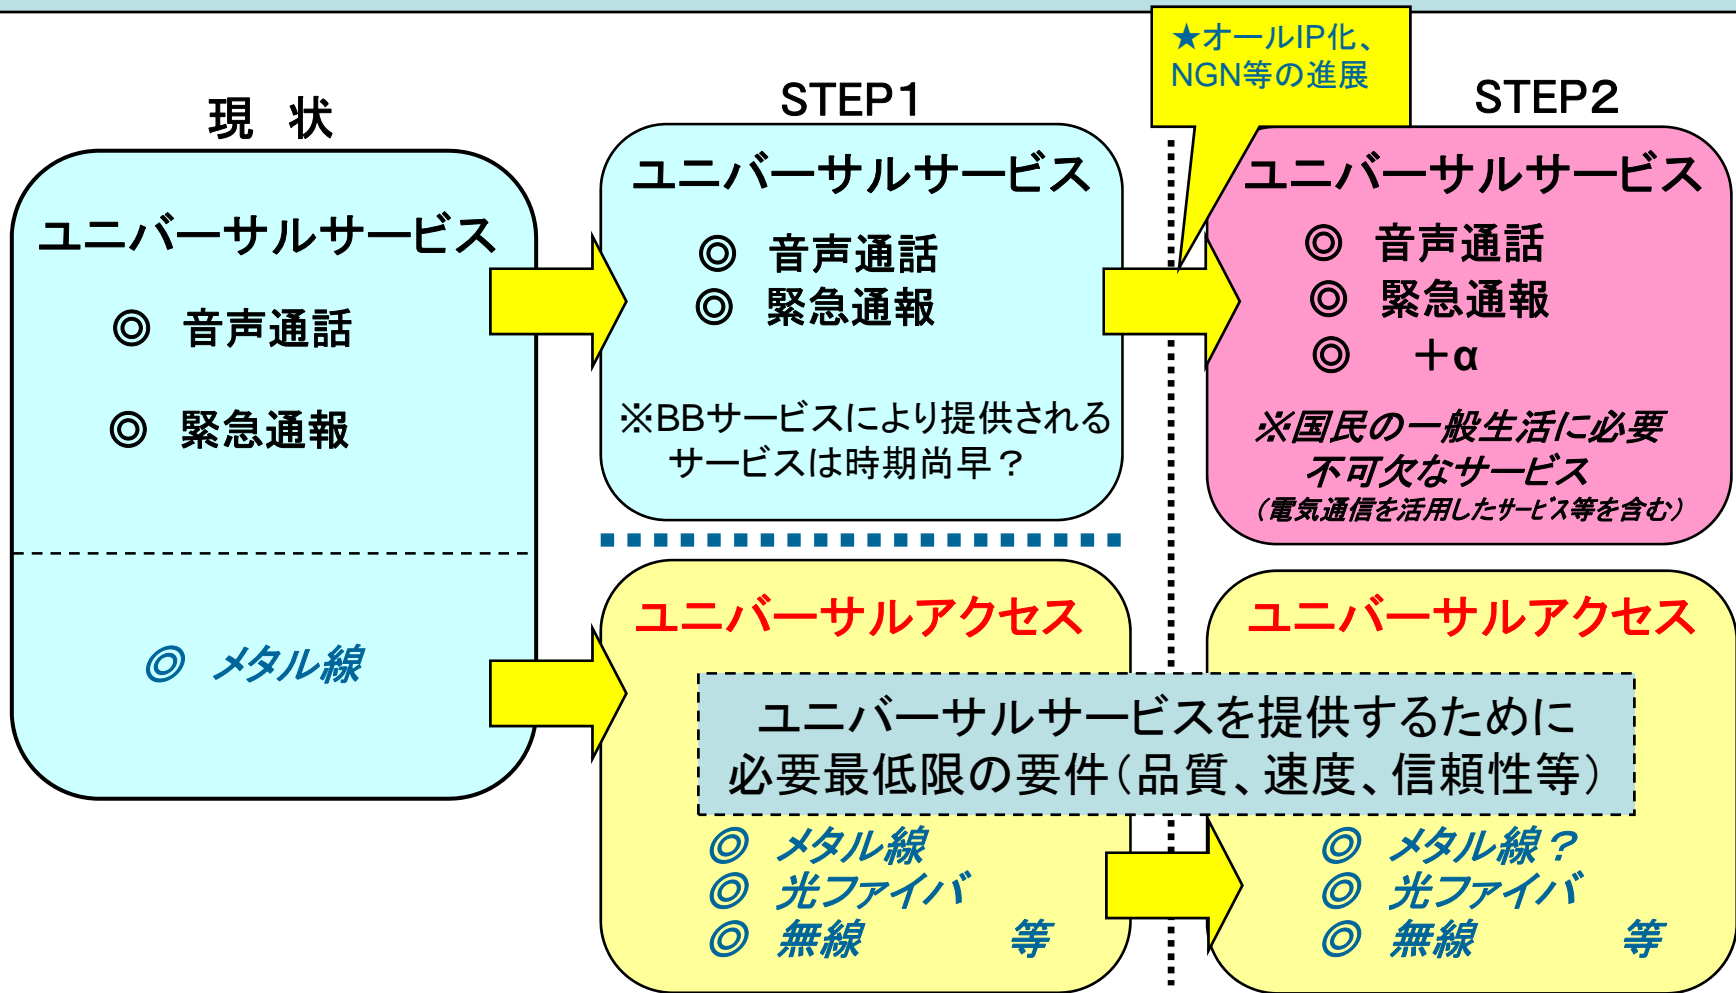 ★オールIP化、
NGN等の進展
現 状
ユニバーサルサービス
◎ 音声通話
◎ 緊急通報
◎ メタル線
STEP1
ユニバーサルサービス
◎ 音声通話
◎ 緊急通報
※BBサービスにより提供される
サービスは時期尚早?
ユニバーサルアクセス
STEP2
ユニバーサルサービス
◎ 音声通話
◎ 緊急通報
◎ +α
※国民の一般生活に必要
不可欠なサービス
(電気通信を活用したサービス等を含む)
ユニバーサルアクセス
ユニバーサルサービスを提供するために
必要最低限の要件(品質、速度、信頼性等)
◎ メタル線
◎ 光ファイバ
◎ 無線 等
◎ メタル線?
◎ 光ファイバ
◎ 無線 等